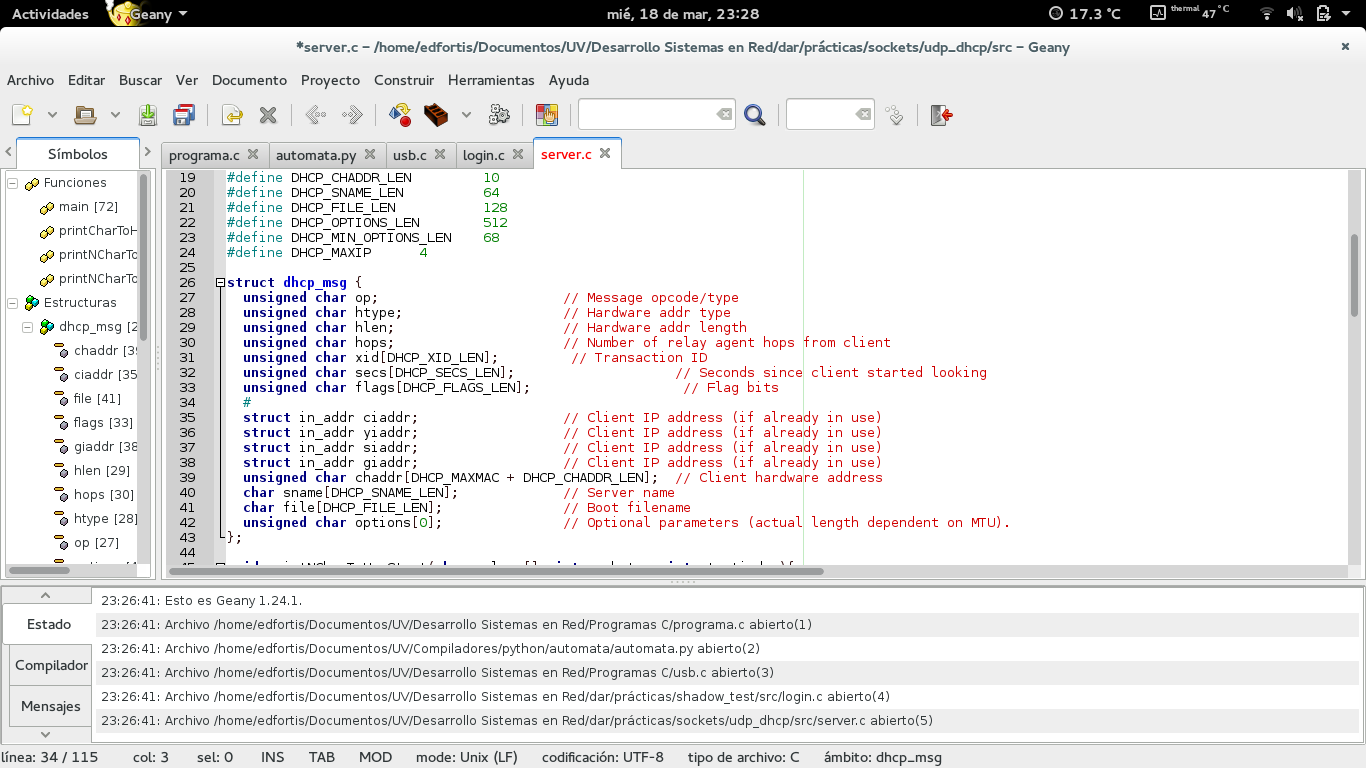 Actividades Geany mié, 18 de mar, 23:28 17.3 °C thermal 47°C
*server.c – /home/edfortis/Documentos/UV/Desarrollo Sistemas en Red/dar/prácticas/sockets/udp_dhcp/src – Geany
Archivo Editar Buscar Ver Documento Proyecto Construir Herramientas Ayuda
Símbolos programa.c automata.py usb.c login.c server.c
Funciones
main [72]
printCharToH
printNCharTo
printNCharTo
Estructuras
dhcp_msg [2
chaddr [39
ciaddr [35
file [41]
flags [33]
giaddr [38
hlen [29]
hops [30]
htype [28]
op [27]
19 #define DHCP_CHADDR_LEN 10
20 #define DHCP_SNAME_LEN 64
21 #define DHCP_FILE_LEN 128
22 #define DHCP_OPTIONS_LEN 512
23 #define DHCP_MIN_OPTIONS_LEN 68
24 #define DHCP_MAXIP 4
25
26 struct dhcp_msg {
27 unsigned char op; // Message opcode/type
28 unsigned char htype; // Hardware addr type
29 unsigned char hlen; // Hardware addr length
30 unsigned char hops; // Number of relay agent hops from client
31 unsigned char xid[DHCP_XID_LEN]; // Transaction ID
32 unsigned char secs[DHCP_SECS_LEN]; // Seconds since client started looking
33 unsigned char flags[DHCP_FLAGS_LEN]; // Flag bits
34 #
35 struct in_addr ciaddr; // Client IP address (if already in use)
36 struct in_addr yiaddr; // Client IP address (if already in use)
37 struct in_addr siaddr; // Client IP address (if already in use)
38 struct in_addr giaddr; // Client IP address (if already in use)
39 unsigned char chaddr[DHCP_MAXMAC + DHCP_CHADDR_LEN]; // Client hardware address
40 char sname[DHCP_SNAME_LEN]; // Server name
41 char file[DHCP_FILE_LEN]; // Boot filename
42 unsigned char options[0]; // Optional parameters (actual length dependent on MTU).
43 };
44
Estado
Compilador
Mensajes
23:26:41: Esto es Geany 1.24.1.
23:26:41: Archivo /home/edfortis/Documentos/UV/Desarrollo Sistemas en Red/Programas C/programa.c abierto(1)
23:26:41: Archivo /home/edfortis/Documentos/UV/Compiladores/python/automata/automata.py abierto(2)
23:26:41: Archivo /home/edfortis/Documentos/UV/Desarrollo Sistemas en Red/Programas C/usb.c abierto(3)
23:26:41: Archivo /home/edfortis/Documentos/UV/Desarrollo Sistemas en Red/dar/prácticas/shadow_test/src/login.c abierto(4)
23:26:41: Archivo /home/edfortis/Documentos/UV/Desarrollo Sistemas en Red/dar/prácticas/sockets/udp_dhcp/src/server.c abierto(5)
línea: 34 / 115 col: 3 sel: 0 INS TAB MOD mode: Unix (LF) codificación: UTF-8 tipo de archivo: C ámbito: dhcp_msg